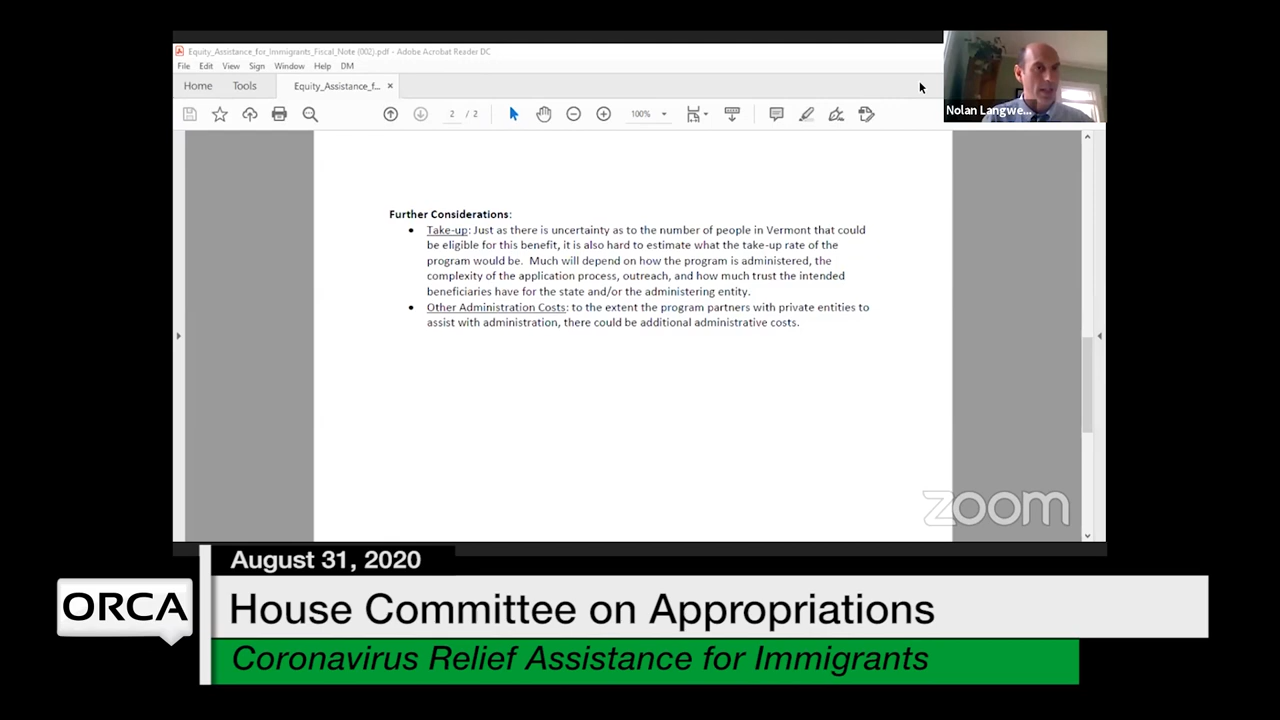 Equity_Assistance_for_Immigrants_Fiscal_Note (002).pdf - Adobe Acrobat Reader DC
File Edit View Sign Window Help DM
Home Tools Equity_Assistance_f... ×
2 / 2 100%
Nolan Langwe...
Further Considerations:
• Take-up: Just as there is uncertainty as to the number of people in Vermont that could
be eligible for this benefit, it is also hard to estimate what the take-up rate of the
program would be. Much will depend on how the program is administered, the
complexity of the application process, outreach, and how much trust the intended
beneficiaries have for the state and/or the administering entity.
• Other Administration Costs: to the extent the program partners with private entities to
assist with administration, there could be additional administrative costs.
zoom
August 31, 2020
ORCA
House Committee on Appropriations
Coronavirus Relief Assistance for Immigrants